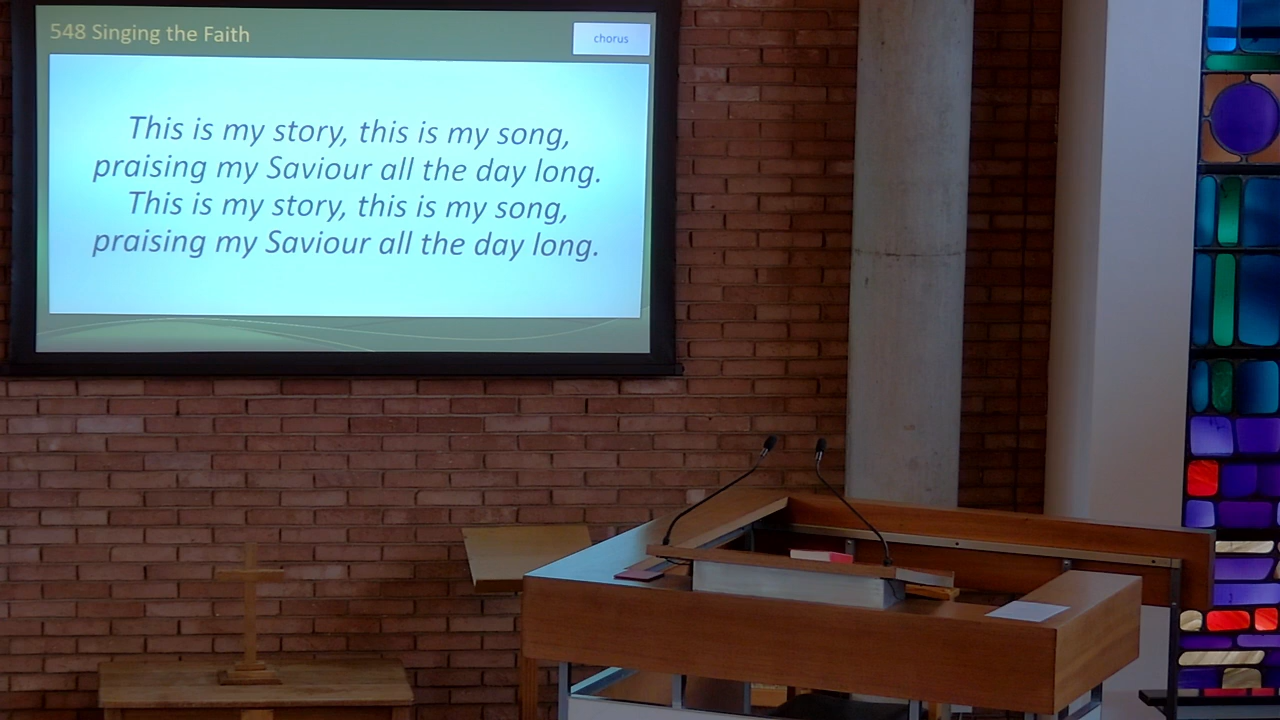 548 Singing the Faith
chorus
This is my story, this is my song,
praising my Saviour all the day long.
This is my story, this is my song,
praising my Saviour all the day long.